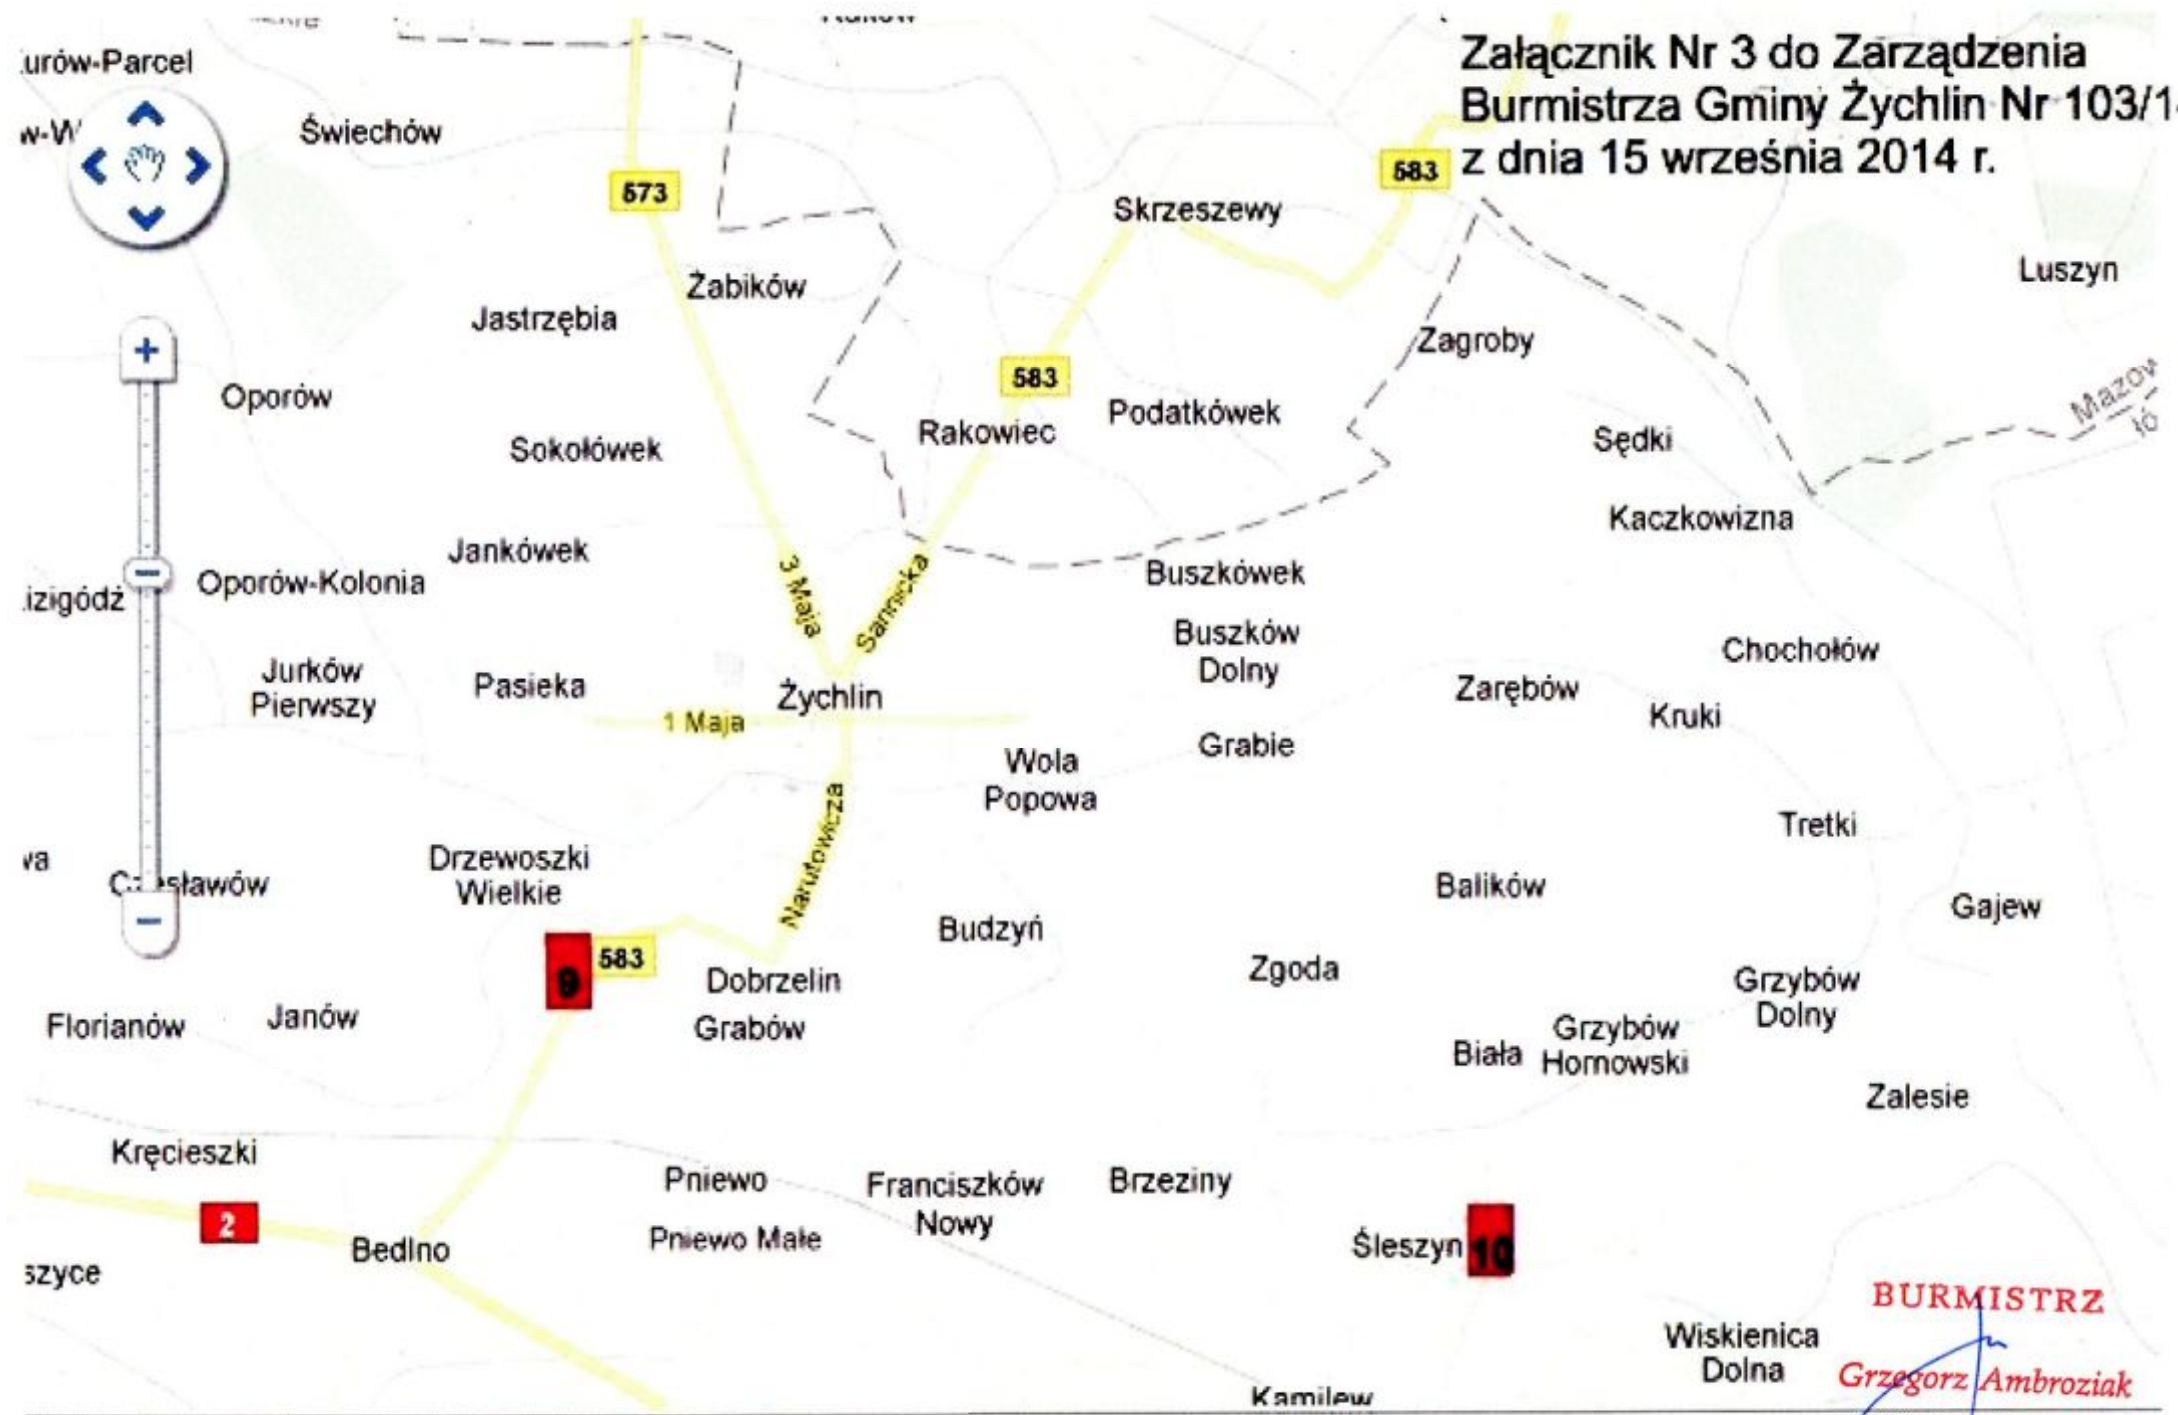 Załącznik Nr 3 do Zarządzenia
Burmistrza Gminy Żychlin Nr 103/1
z dnia 15 września 2014 r.
urów-Parcel
Świechów
573
583
Skrzeszewy
Luszyn
Żabików
Jastrzębia
Zagroby
583
Oporów
Podatkówek
Rakowiec
Mazow
Sokołówek
Sędki
Kaczkowizna
Jankówek
3 Maja
Sannicka
Buszkówek
Oporów-Kolonia
izigódź
Buszków
Dolny
Chochołów
Jurków
Pierwszy
Pasieka
Żychlin
Zarębów
1 Maja
Kruki
Grabie
Wola
Popowa
Narutowicza
Tretki
Drzewoszki
Wielkie
Balików
Gajew
Budzyń
9
583
Dobrzelin
Zgoda
Grzybów
Dolny
Florianów
Janów
Grabów
Grzybów
Hornowski
Biała
Zalesie
Kręcieszki
Pniewo
Franciszków
Nowy
Brzeziny
2
Bedlno
Pniewo Małe
Śleszyn
10
szyce
BURMISTRZ
Wiskienica
Dolna
Grzegorz Ambroziak
Kamilew